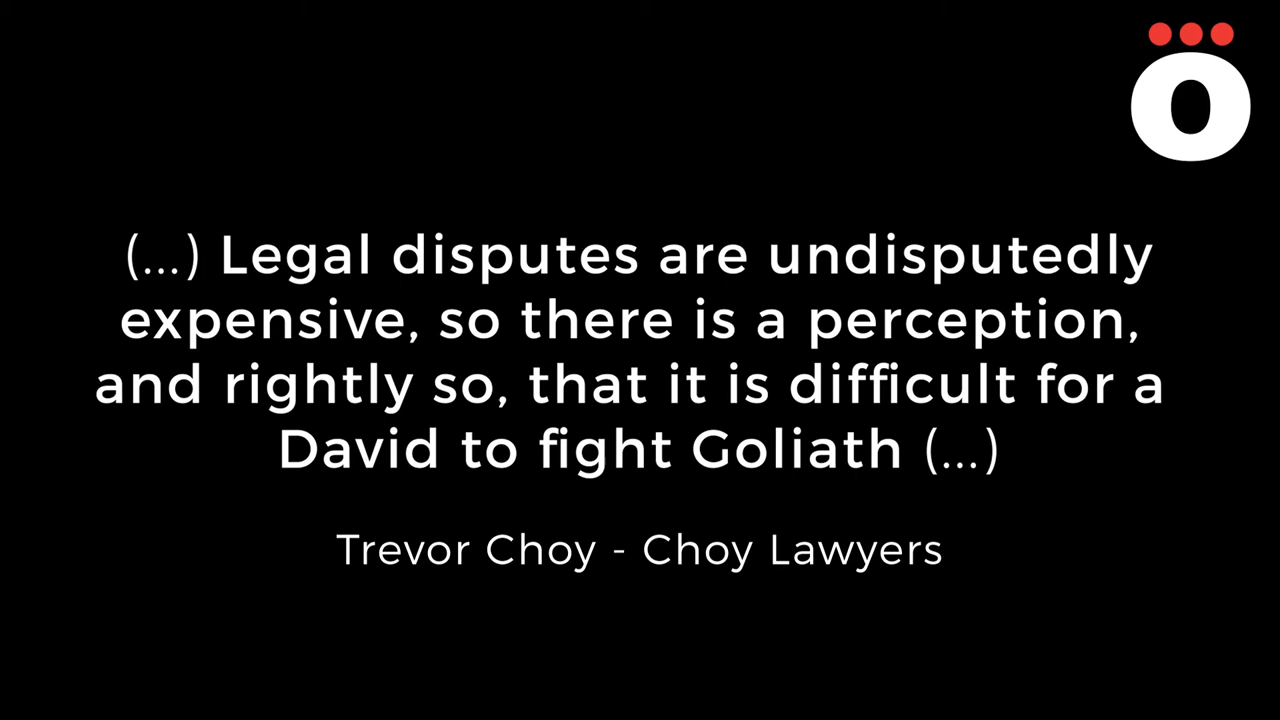 o
(...) Legal disputes are undisputedly
expensive, so there is a perception,
and rightly so, that it is difficult for a
David to fight Goliath (...)
Trevor Choy - Choy Lawyers